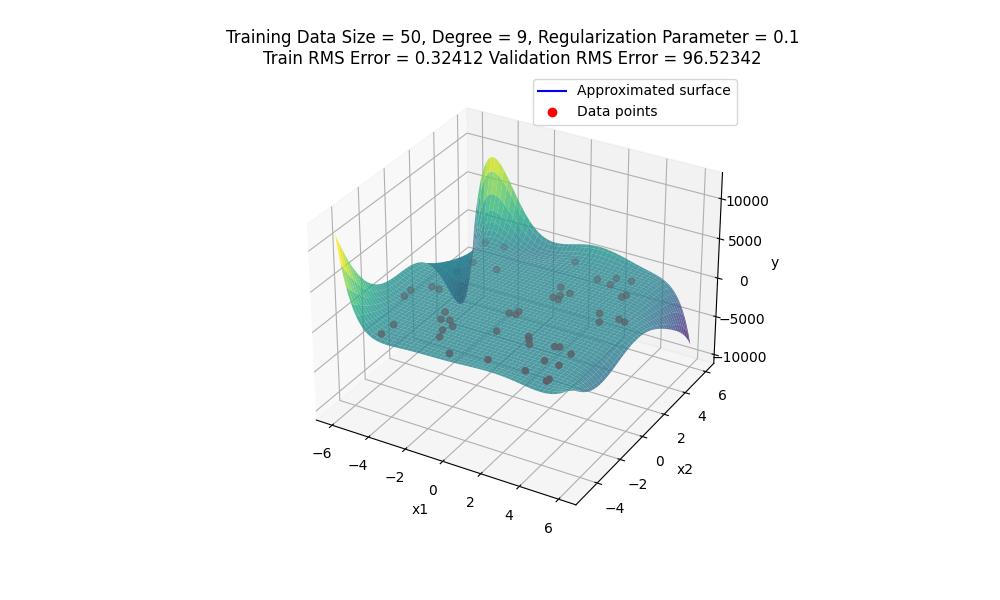 Training Data Size = 50, Degree = 9, Regularization Parameter = 0.1
Train RMS Error = 0.32412 Validation RMS Error = 96.52342
Approximated surface
Data points
10000
5000
0
−5000
−10000
y
6
4
2
0
−2
−4
x2
−6
−4
−2
0
2
4
6
x1